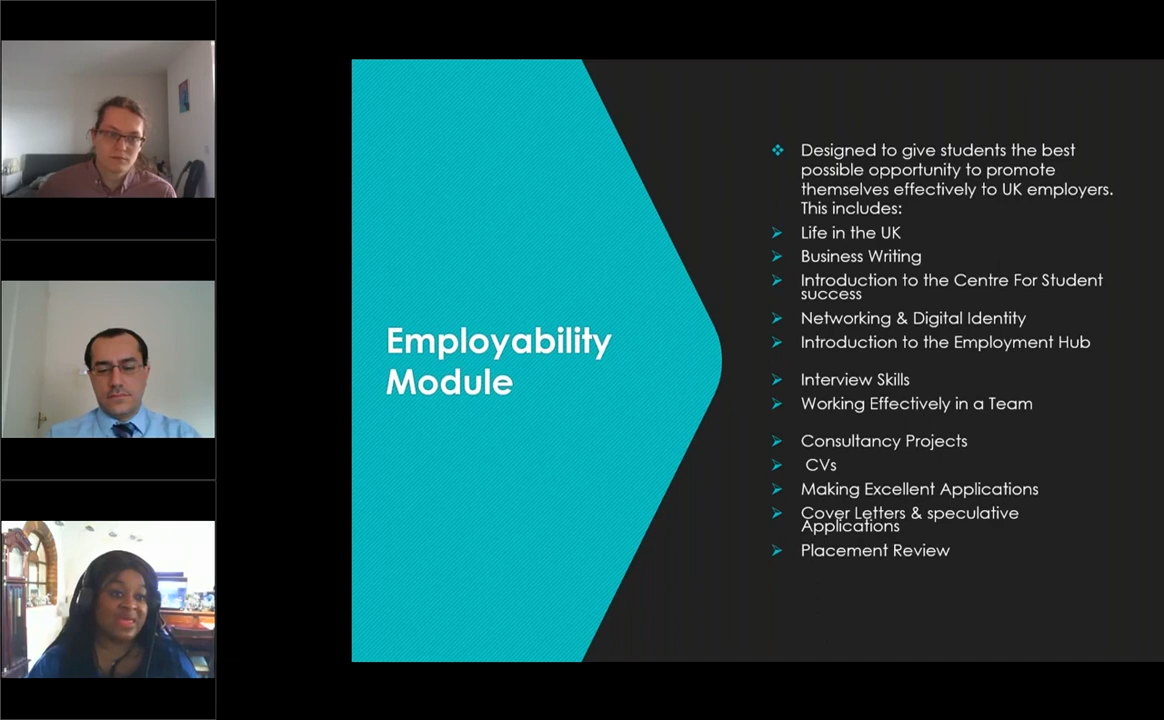 Employability
Module
Designed to give students the best
possible opportunity to promote
themselves effectively to UK employers.
This includes:
Life in the UK
Business Writing
Introduction to the Centre For Student
success
Networking & Digital Identity
Introduction to the Employment Hub
Interview Skills
Working Effectively in a Team
Consultancy Projects
CVs
Making Excellent Applications
Cover Letters & speculative
Applications
Placement Review